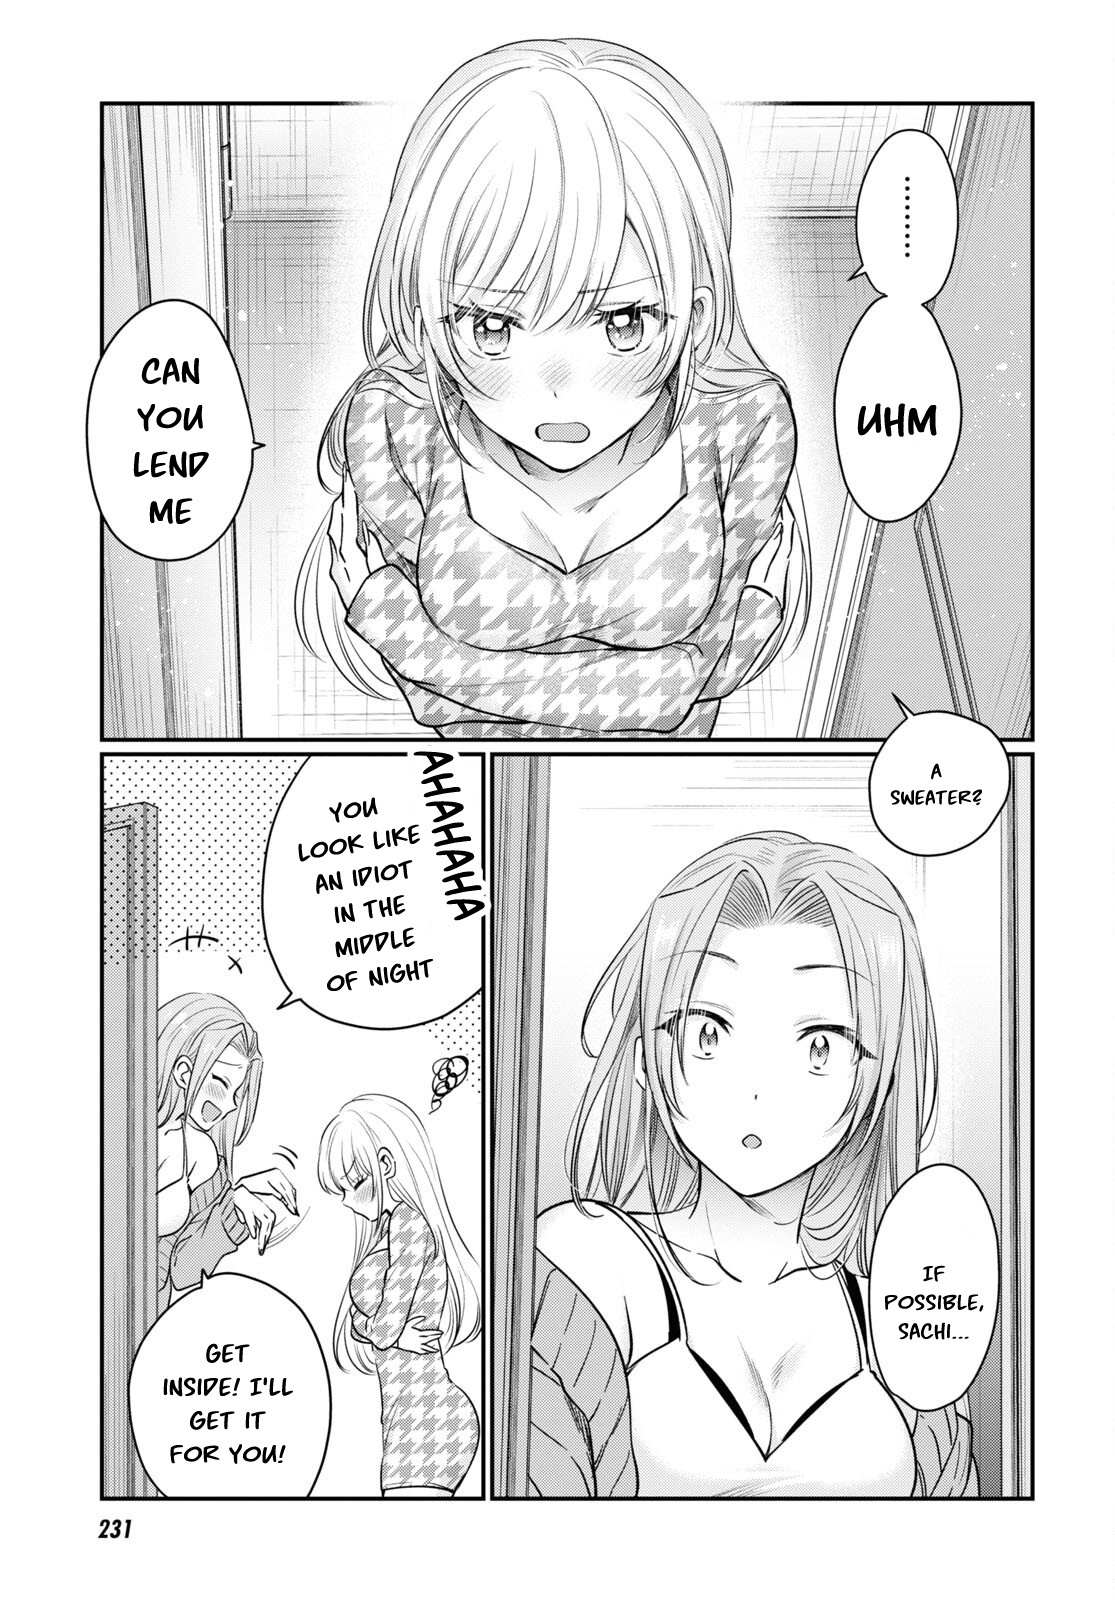 .........
UHM
CAN
YOU
LEND
ME
A
SWEATER?
IF
POSSIBLE,
SACHI...
AHAHAHA
YOU
LOOK LIKE
AN IDIOT
IN THE
MIDDLE
OF NIGHT
GET
INSIDE! I'LL
GET IT
FOR YOU!
231